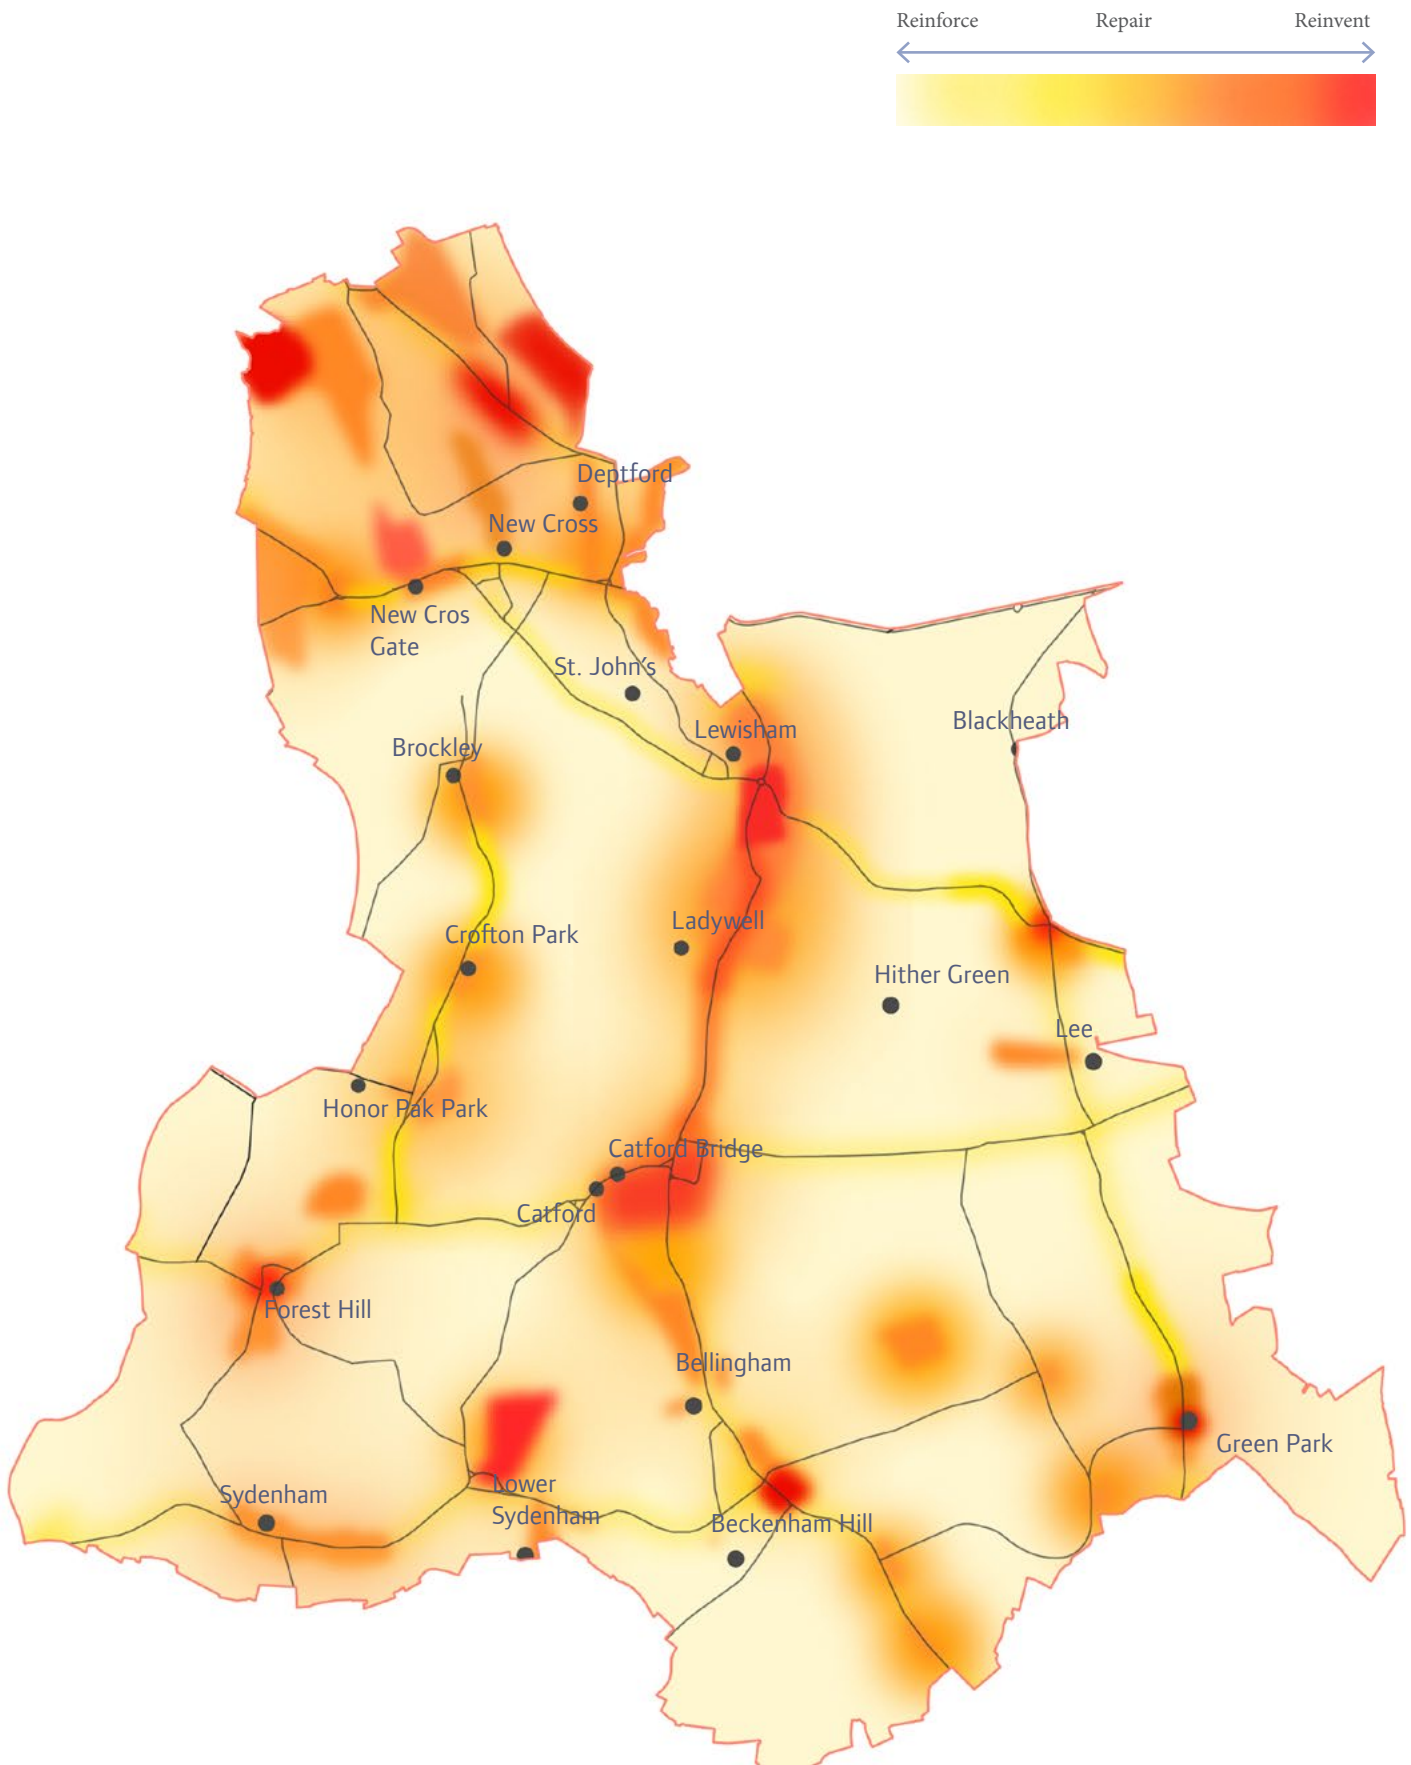 Reinforce Repair Reinvent
Deptford
New Cross
New Cros
Gate
St. John's
Lewisham
Blackheath
Brockley
Ladywell
Crofton Park
Hither Green
Lee
Honor Pak Park
Catford Bridge
Catford
Forest Hill
Bellingham
Green Park
Lower
Sydenham
Sydenham
Beckenham Hill